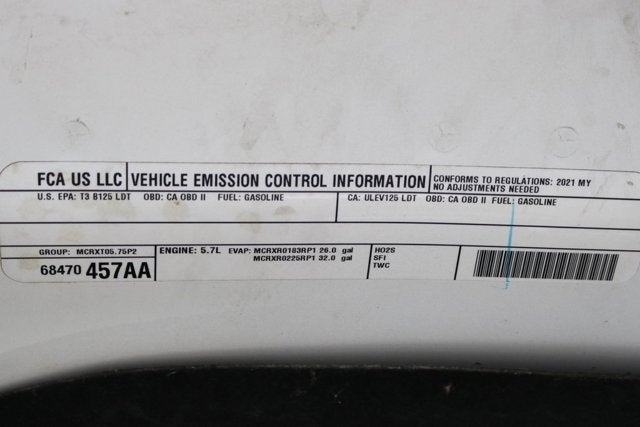 FCA US LLC VEHICLE EMISSION CONTROL INFORMATION CONFORMS TO REGULATIONS: 2021 MY
NO ADJUSTMENTS NEEDED
U.S. EPA: T3 B125 LDT OBD: CA OBD II FUEL: GASOLINE CA: ULEV125 LDT OBD: CA OBD II FUEL: GASOLINE
GROUP: MCRXT05.75P2 ENGINE: 5.7L EVAP: MCRXR0183RP1 26.0 gal HO2S
MCRXR0225RP1 32.0 gal SFI
68470 457AA TWC